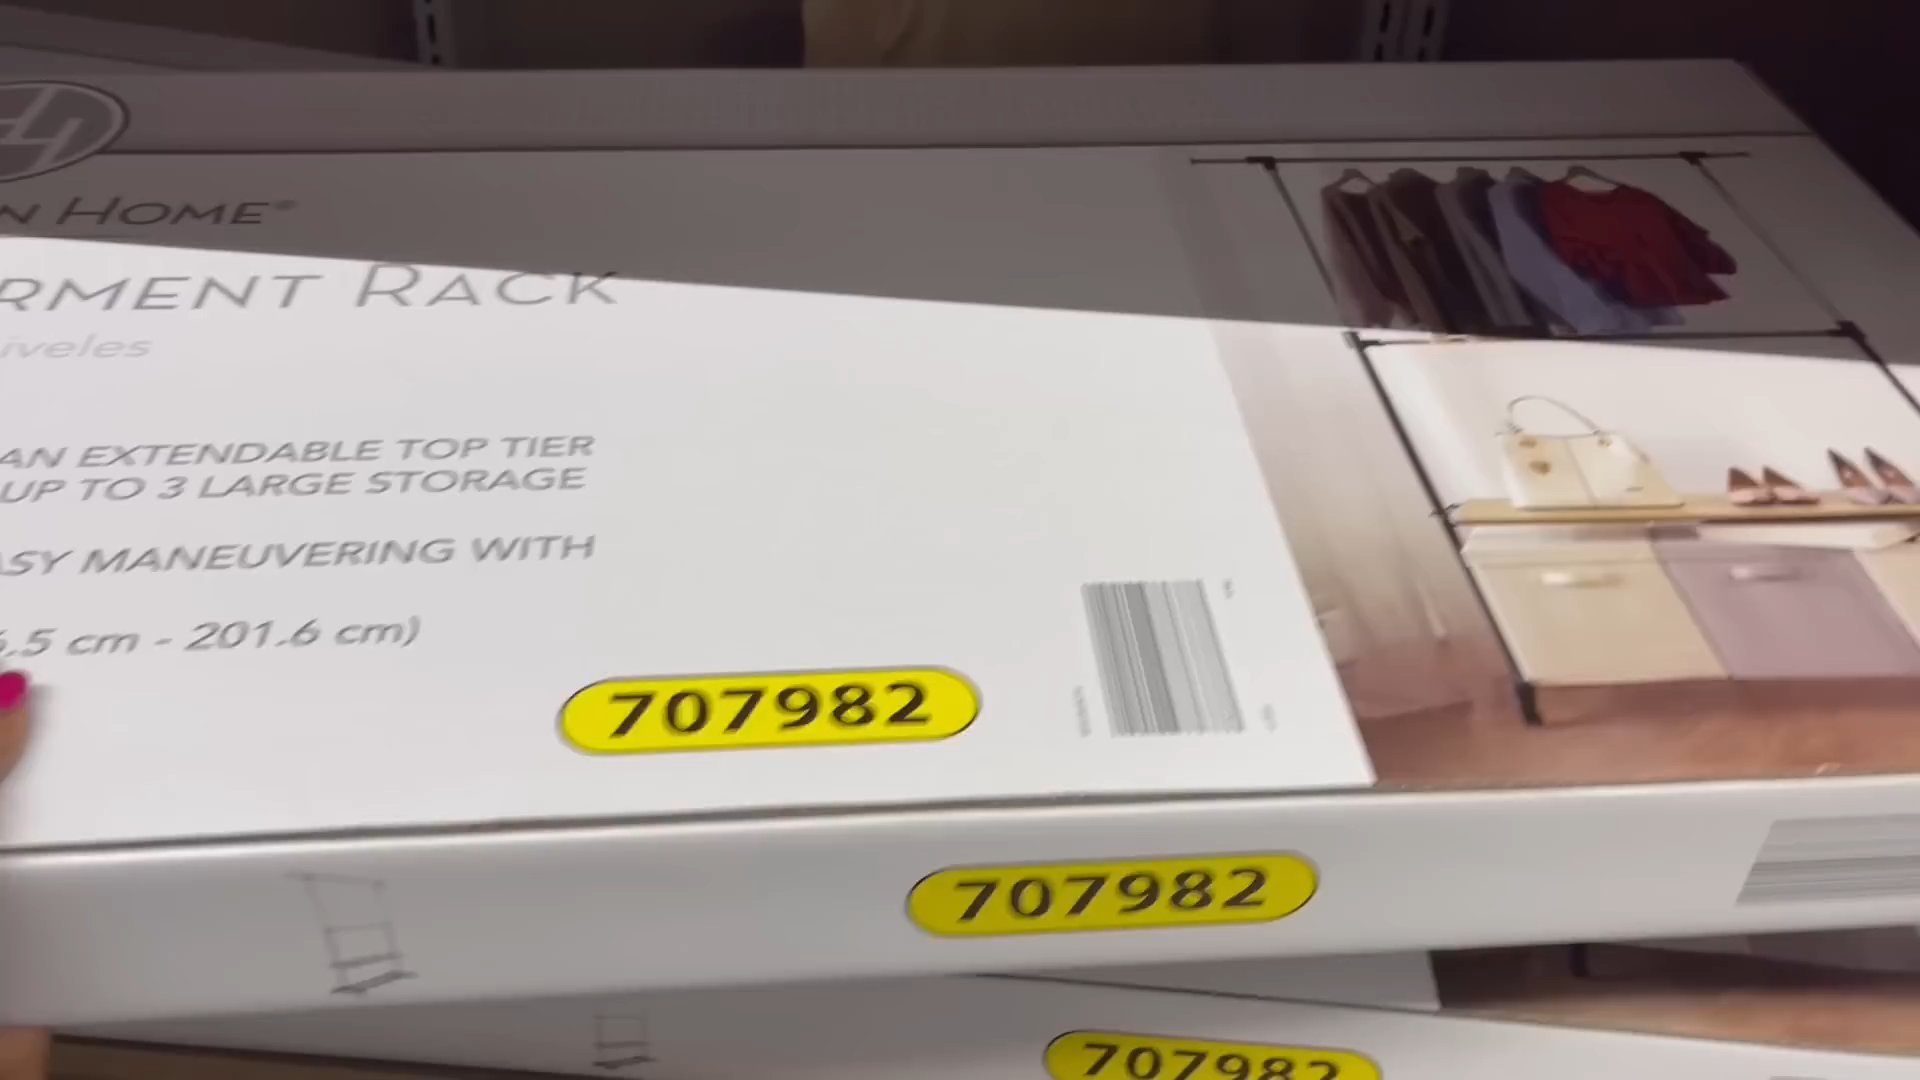 N HOME®
RMENT RACK
iveles
AN EXTENDABLE TOP TIER
UP TO 3 LARGE STORAGE
ASY MANEUVERING WITH
6.5 cm - 201.6 cm)
707982
707982
707982